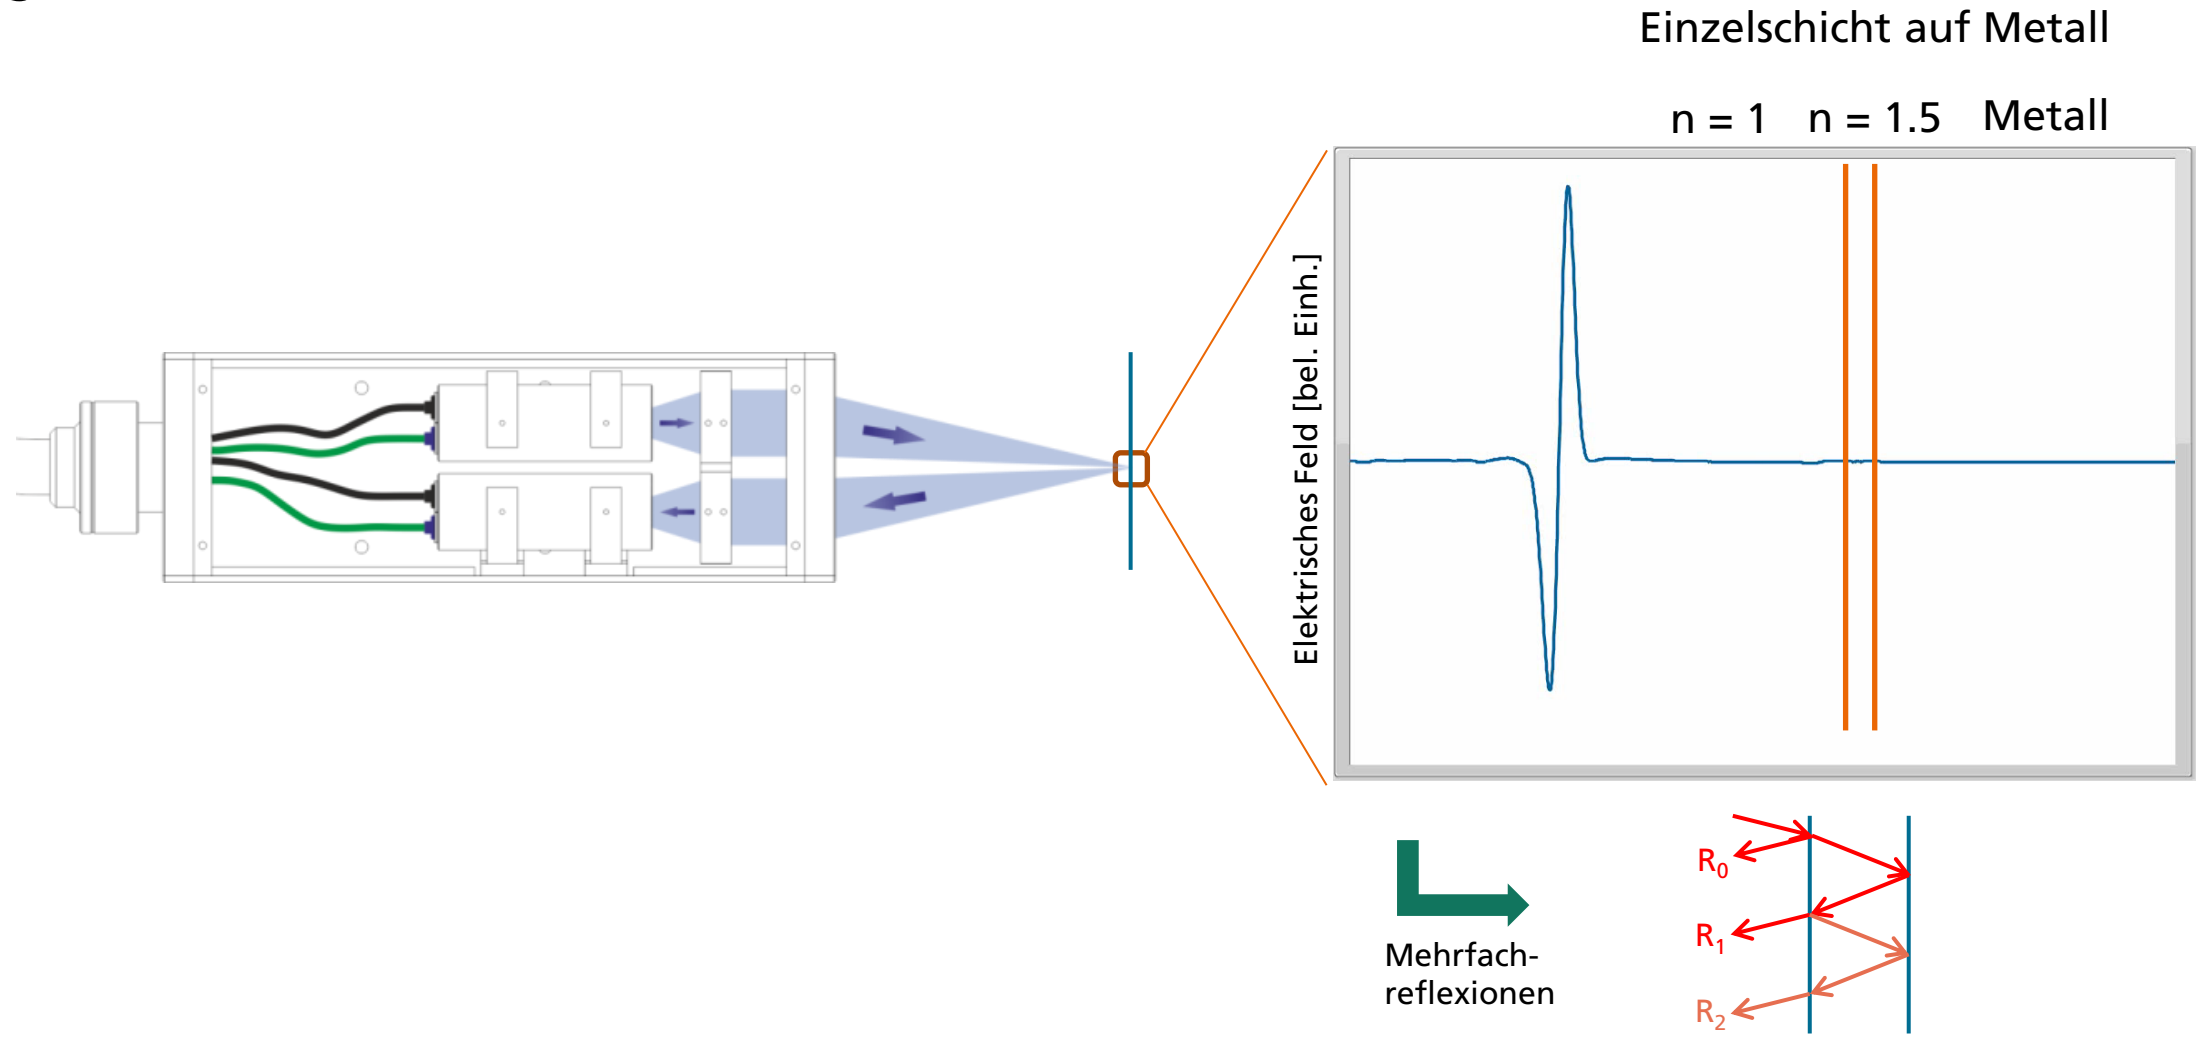 Einzelschicht auf Metall
n = 1 n = 1.5 Metall
Elektrisches Feld [bel. Einh.]
R0
R1
R2
Mehrfach-
reflexionen